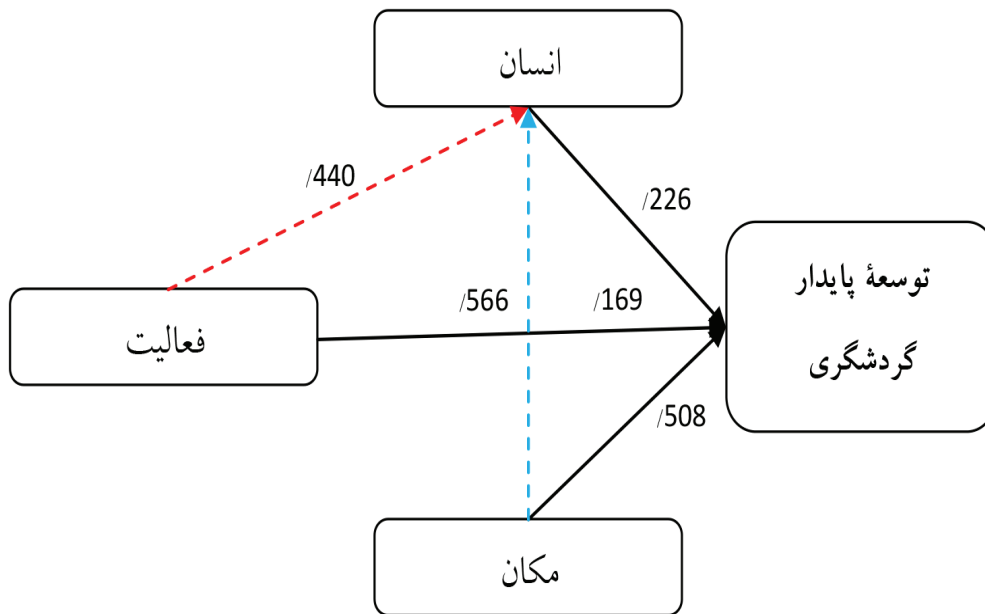 انسان
/440
/226
توسعهٔ پایدار
گردشگری
/566
/169
فعالیت
/508
مکان